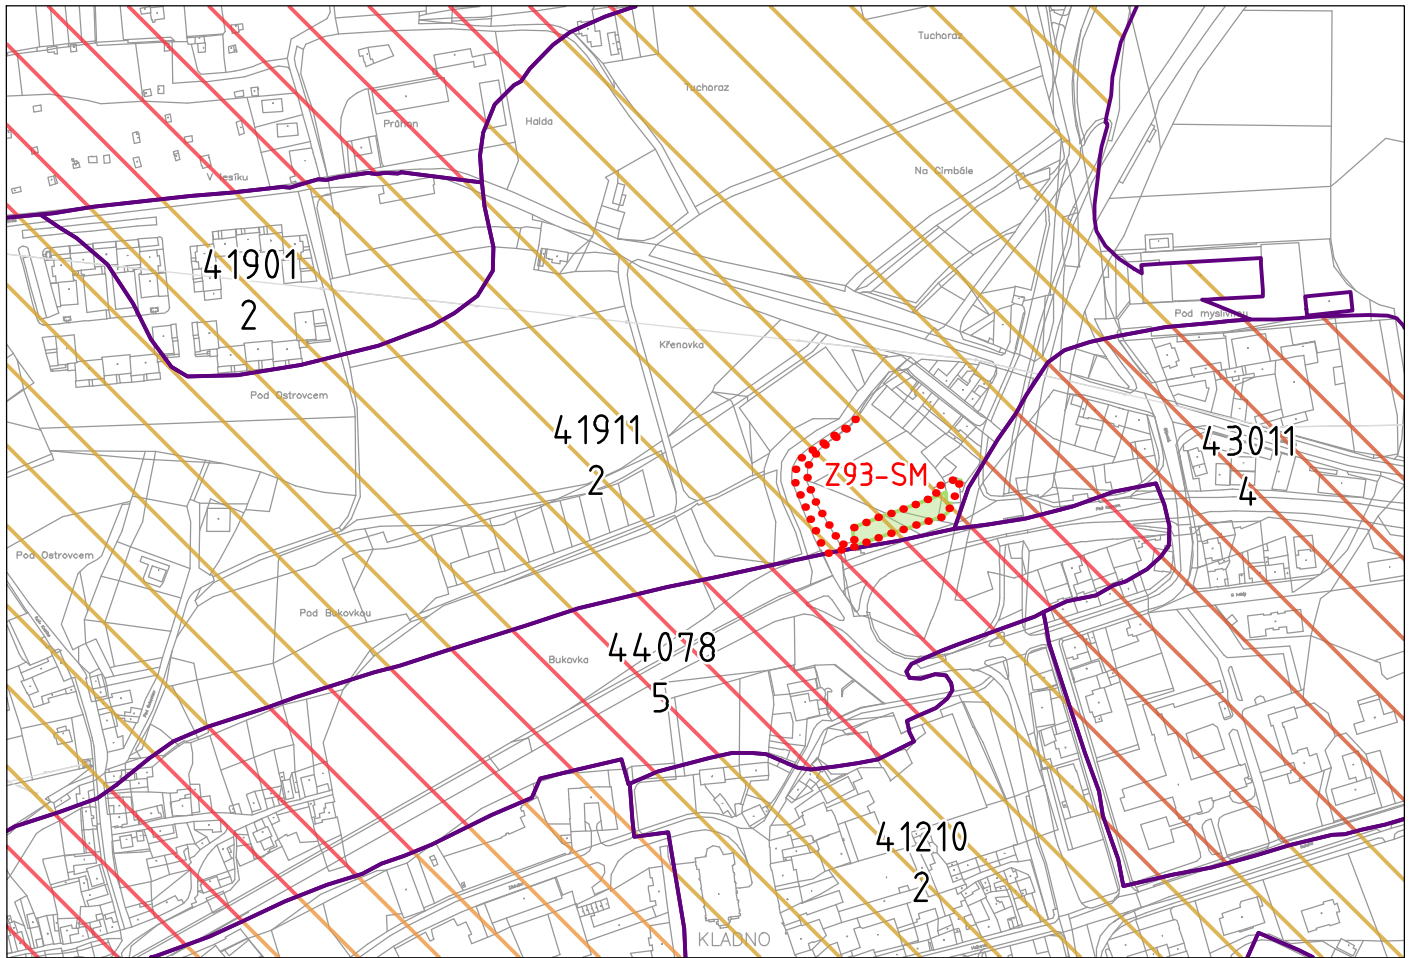 Tuchoraz
Tuchoraz
Průhon
Halda
Na Cimbále
V lesíku
41901
2
Pod myslivnou
Křenovka
Pod Ostrovcem
41911
2
43011
4
Z93-SM
Pod Ostrovcem
Pod Bukovkou
Bukovka
44078
5
41210
2
KLADNO